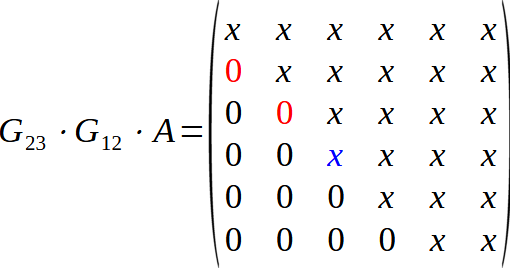 x x x x x x
0 x x x x x
0 0 x x x x
G₂₃ · G₁₂ · A =
0 0 x x x x
0 0 0 x x x
0 0 0 0 x x